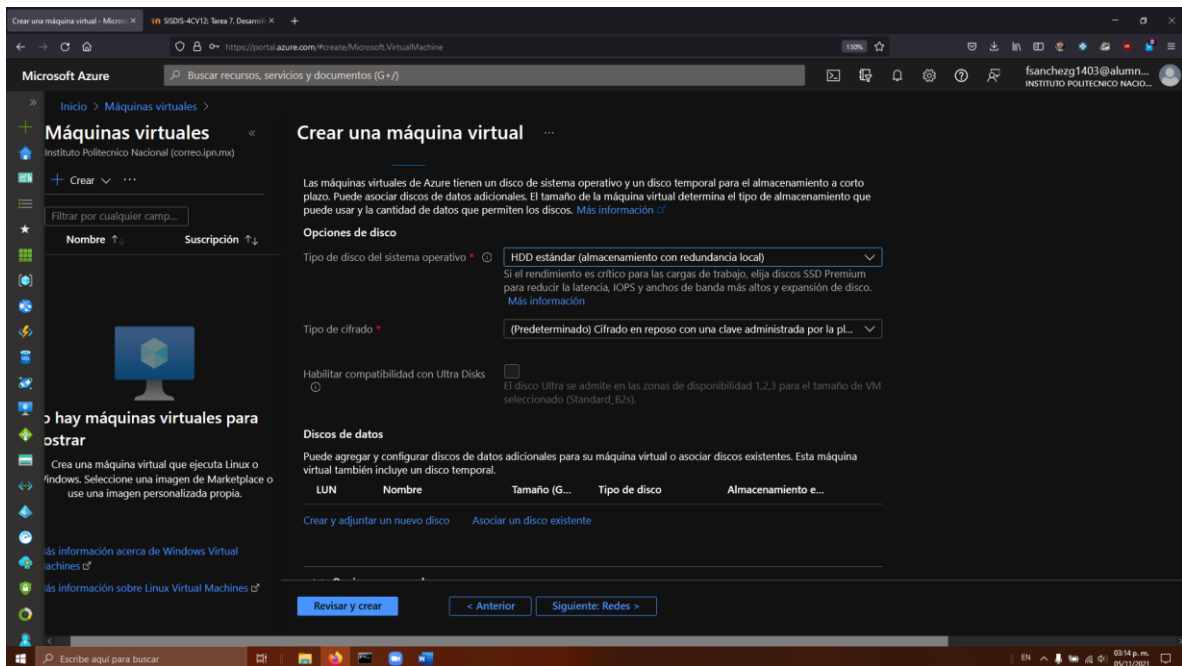 Crear una máquina virtual - Micros
SISDIS-4CV12: Tarea 7. Desarroll
https://portal.azure.com/#create/Microsoft.VirtualMachine
130%
Microsoft Azure
Buscar recursos, servicios y documentos (G+/)
fsanchezg1403@alumn...
INSTITUTO POLITECNICO NACIO...
Inicio > Máquinas virtuales >
Máquinas virtuales
Instituto Politecnico Nacional (correo.ipn.mx)
+ Crear ···
Filtrar por cualquier camp...
Nombre ↑↓ Suscripción ↑↓
o hay máquinas virtuales para
ostrar
Crea una máquina virtual que ejecuta Linux o
Windows. Seleccione una imagen de Marketplace o
use una imagen personalizada propia.
ás información acerca de Windows Virtual
achines
ás información sobre Linux Virtual Machines
Crear una máquina virtual ···
Las máquinas virtuales de Azure tienen un disco de sistema operativo y un disco temporal para el almacenamiento a corto
plazo. Puede asociar discos de datos adicionales. El tamaño de la máquina virtual determina el tipo de almacenamiento que
puede usar y la cantidad de datos que permiten los discos. Más información
Opciones de disco
Tipo de disco del sistema operativo *
HDD estándar (almacenamiento con redundancia local)
Si el rendimiento es crítico para las cargas de trabajo, elija discos SSD Premium
para reducir la latencia, IOPS y anchos de banda más altos y expansión de disco.
Más información
Tipo de cifrado *
(Predeterminado) Cifrado en reposo con una clave administrada por la pl...
Habilitar compatibilidad con Ultra Disks
El disco Ultra se admite en las zonas de disponibilidad 1,2,3 para el tamaño de VM
seleccionado (Standard_B2s).
Discos de datos
Puede agregar y configurar discos de datos adicionales para su máquina virtual o asociar discos existentes. Esta máquina
virtual también incluye un disco temporal.
LUN Nombre Tamaño (G... Tipo de disco Almacenamiento e...
Crear y adjuntar un nuevo disco Asociar un disco existente
Revisar y crear
< Anterior
Siguiente: Redes >
Escribe aquí para buscar
EN
03:14 p. m.
05/11/2021